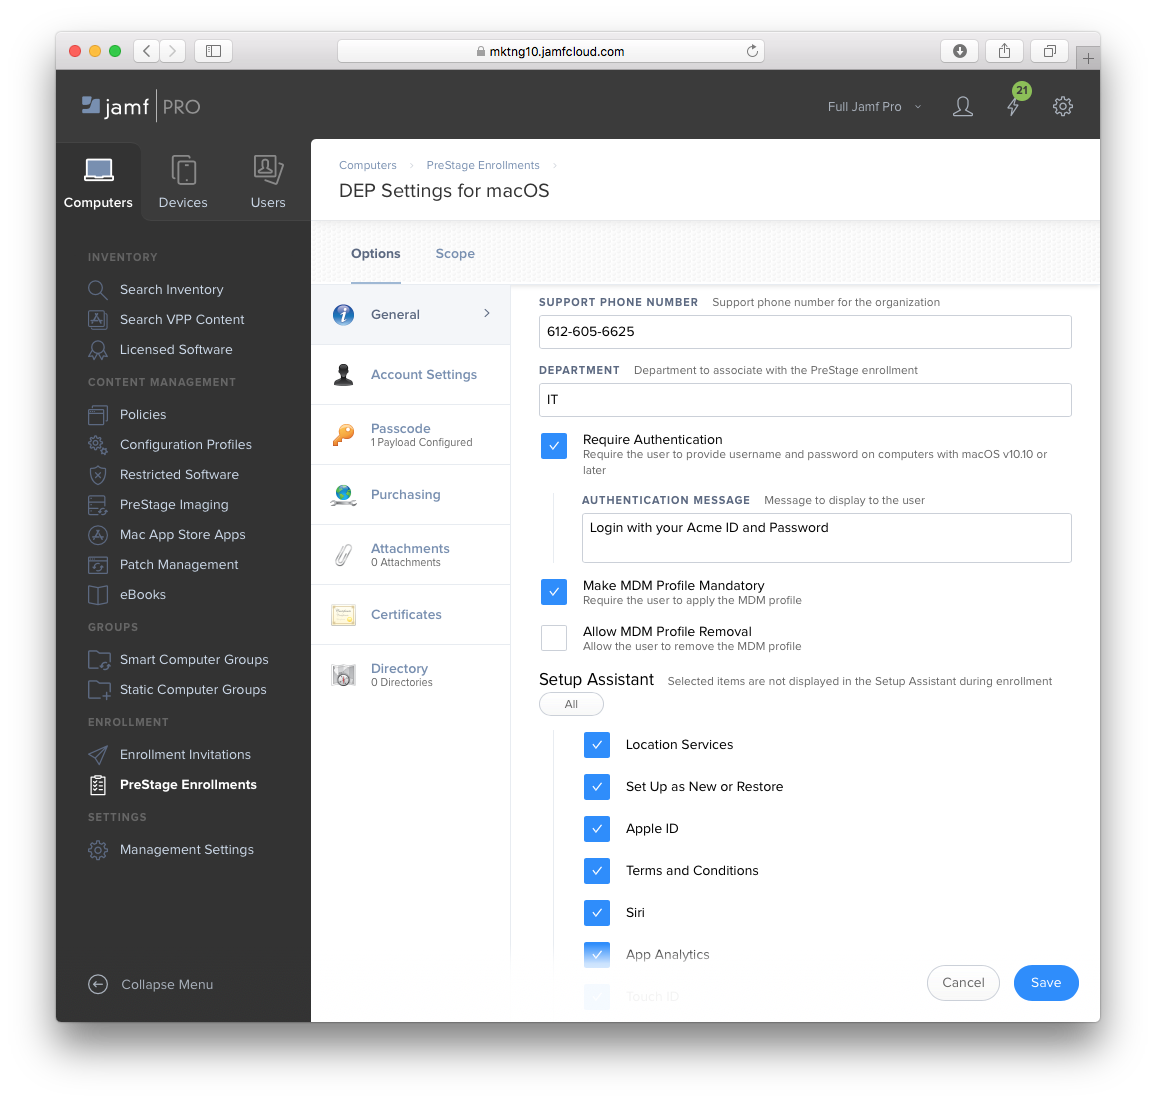 mktng10.jamfcloud.com
jamf PRO
Full Jamf Pro
21
Computers
Devices
Users
INVENTORY
Search Inventory
Search VPP Content
Licensed Software
CONTENT MANAGEMENT
Policies
Configuration Profiles
Restricted Software
PreStage Imaging
Mac App Store Apps
Patch Management
eBooks
GROUPS
Smart Computer Groups
Static Computer Groups
ENROLLMENT
Enrollment Invitations
PreStage Enrollments
SETTINGS
Management Settings
Collapse Menu
Computers › PreStage Enrollments ›
DEP Settings for macOS
Options
Scope
General
Account Settings
Passcode
1 Payload Configured
Purchasing
Attachments
0 Attachments
Certificates
Directory
0 Directories
SUPPORT PHONE NUMBER Support phone number for the organization
612-605-6625
DEPARTMENT Department to associate with the PreStage enrollment
IT
Require Authentication
Require the user to provide username and password on computers with macOS v10.10 or
later
AUTHENTICATION MESSAGE Message to display to the user
Login with your Acme ID and Password
Make MDM Profile Mandatory
Require the user to apply the MDM profile
Allow MDM Profile Removal
Allow the user to remove the MDM profile
Setup Assistant Selected items are not displayed in the Setup Assistant during enrollment
All
Location Services
Set Up as New or Restore
Apple ID
Terms and Conditions
Siri
App Analytics
Touch ID
Cancel
Save